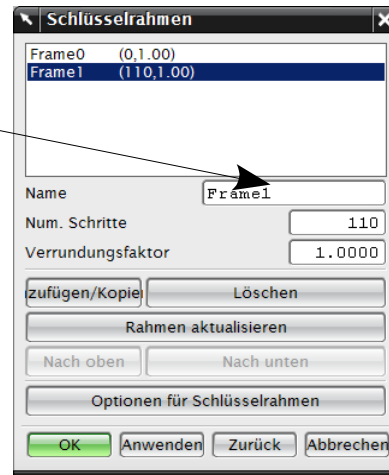 Schlüsselrahmen
Frame0 (0,1.00)
Frame1 (110,1.00)
Name Frame1
Num. Schritte 110
Verrundungsfaktor 1.0000
zufügen/Kopie Löschen
Rahmen aktualisieren
Nach oben Nach unten
Optionen für Schlüsselrahmen
OK Anwenden Zurück Abbrechen